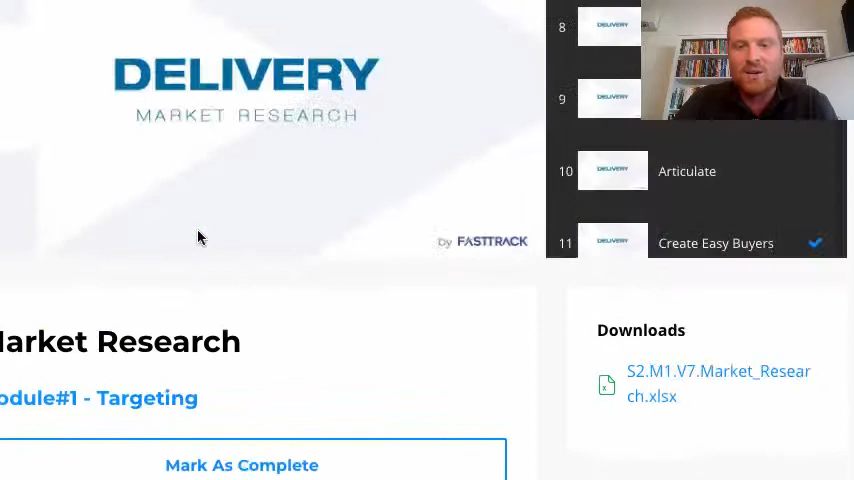 DELIVERY
MARKET RESEARCH
by FASTTRACK
8 DELIVERY
9 DELIVERY
10 DELIVERY Articulate
11 DELIVERY Create Easy Buyers
arket Research
odule#1 - Targeting
Mark As Complete
Downloads
S2.M1.V7.Market_Resear
ch.xlsx